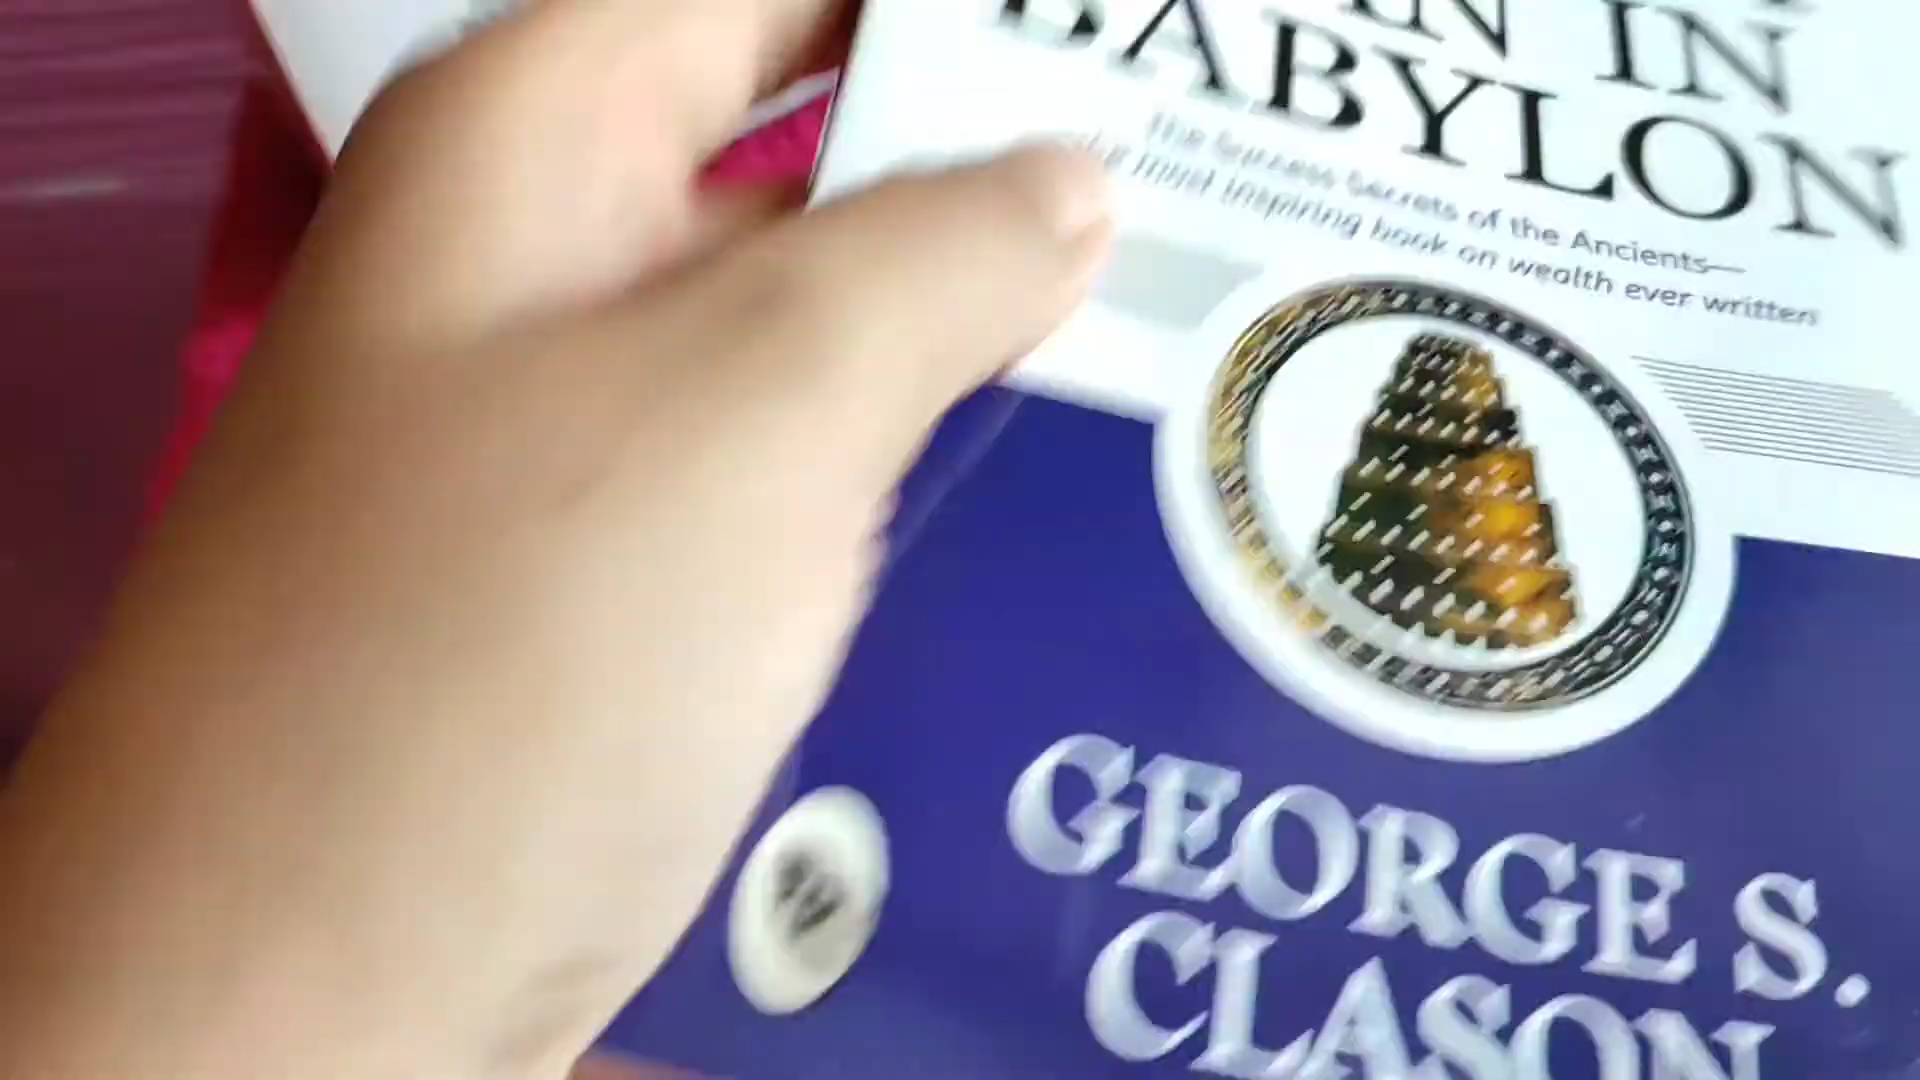 IN IN
BABYLON
The Success Secrets of the Ancients—
the most inspiring book on wealth ever written
GEORGE S.
CLASON